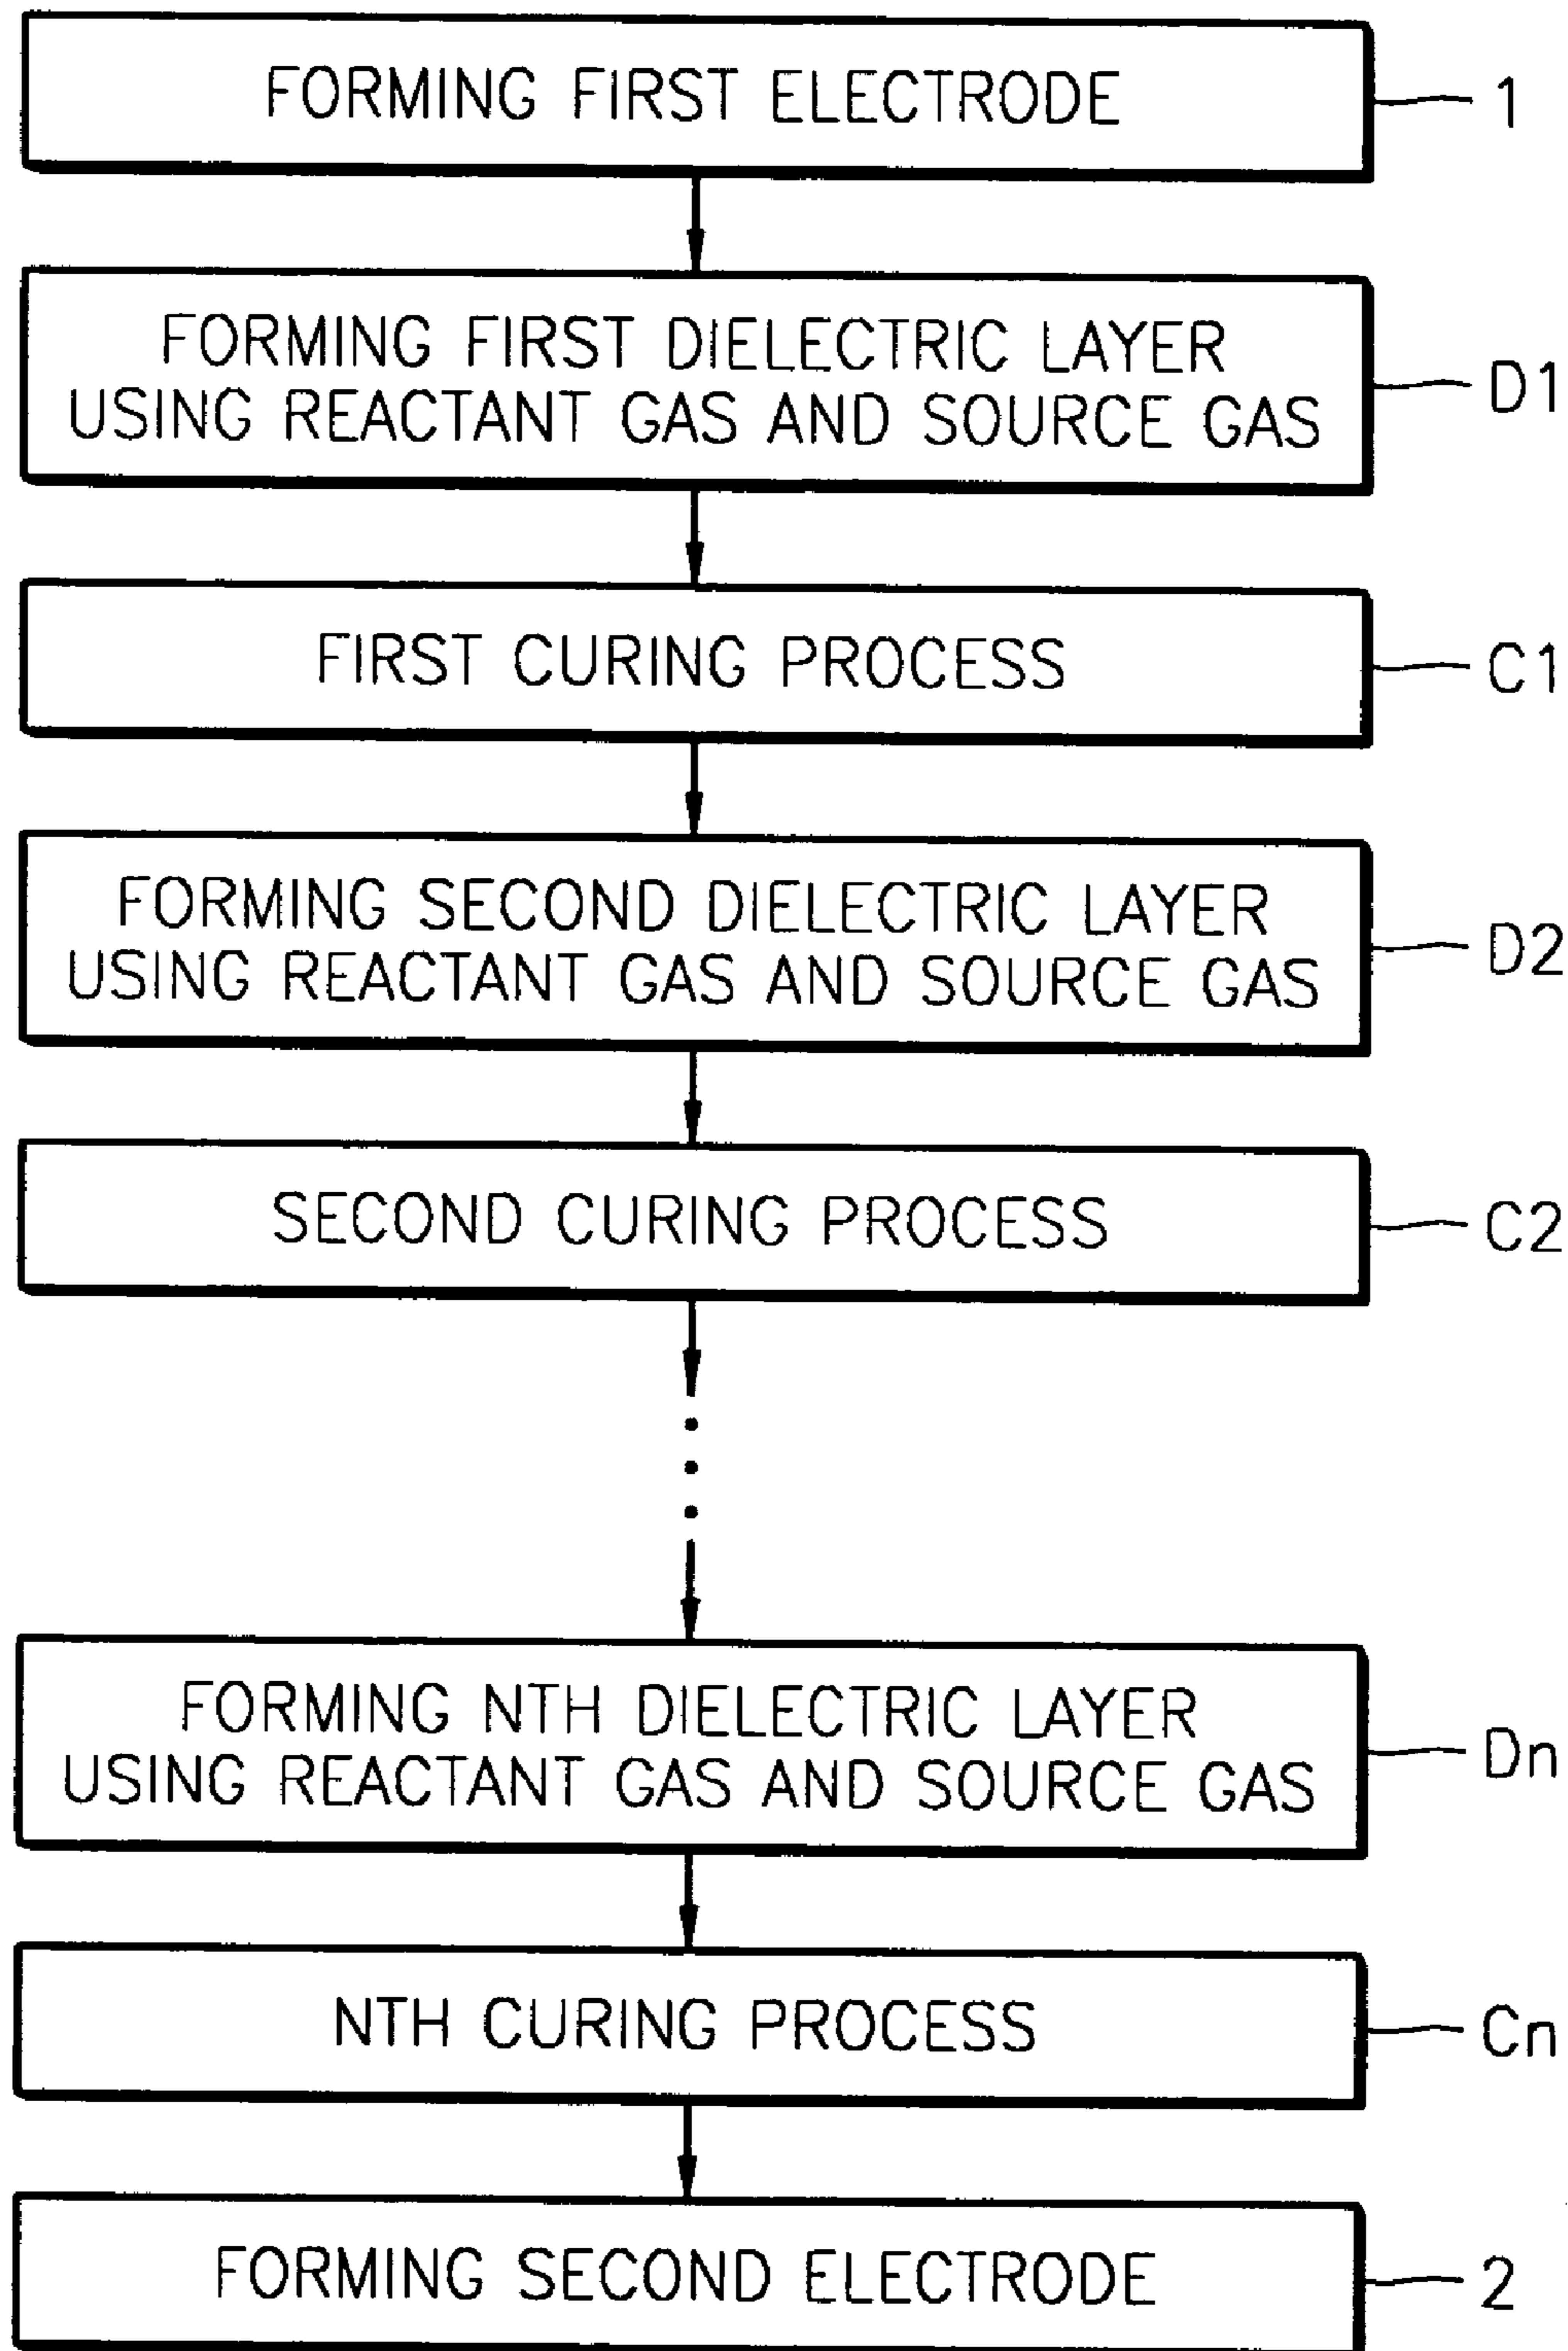 FORMING FIRST ELECTRODE
1
FORMING FIRST DIELECTRIC LAYER
USING REACTANT GAS AND SOURCE GAS
D1
FIRST CURING PROCESS
C1
FORMING SECOND DIELECTRIC LAYER
USING REACTANT GAS AND SOURCE GAS
D2
SECOND CURING PROCESS
C2
FORMING NTH DIELECTRIC LAYER
USING REACTANT GAS AND SOURCE GAS
Dn
NTH CURING PROCESS
Cn
FORMING SECOND ELECTRODE
2